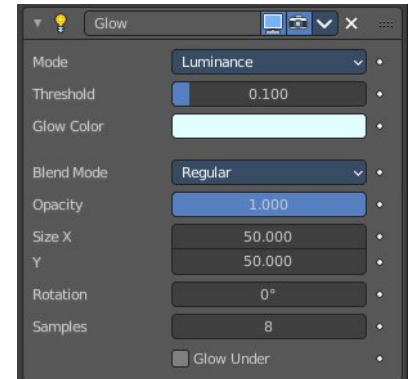 Glow
Mode Luminance
Threshold 0.100
Glow Color
Blend Mode Regular
Opacity 1.000
Size X 50.000
Y 50.000
Rotation 0°
Samples 8
Glow Under